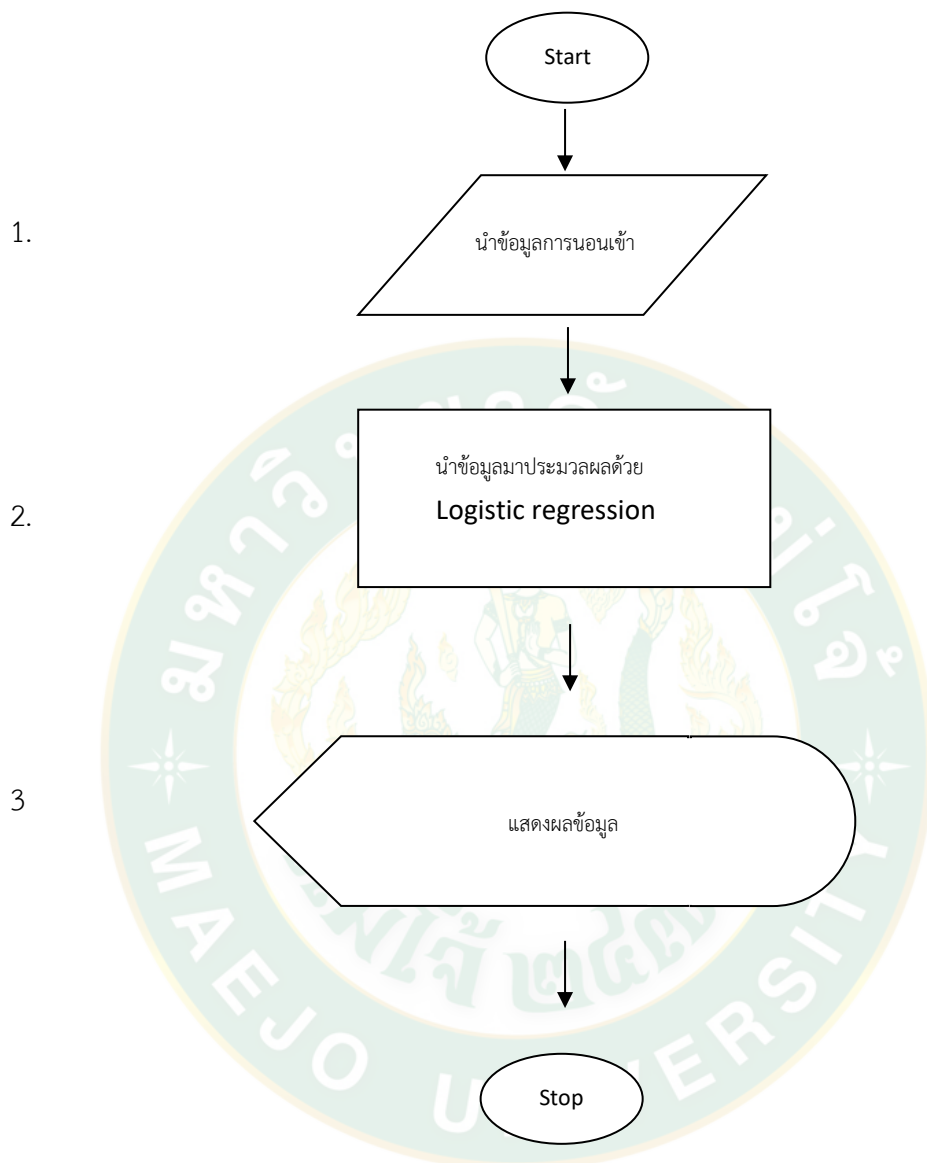 Start
1.
นำข้อมูลการนอนเข้า
นำข้อมูลมาประมวลผลด้วย
Logistic regression
2.
3
แสดงผลข้อมูล
Stop
MAEJO